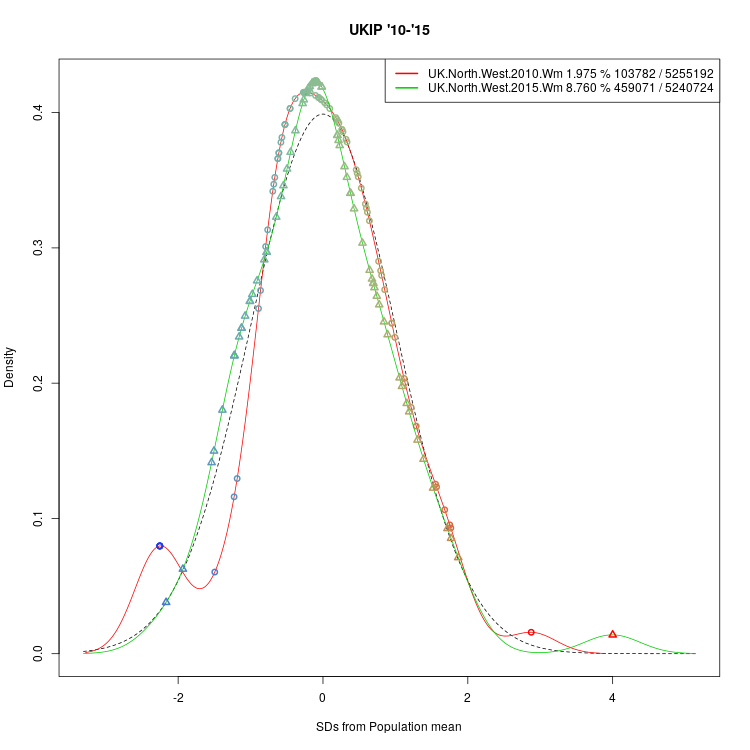 UKIP '10-'15
UK.North.West.2010.Wm 1.975 % 103782 / 5255192
UK.North.West.2015.Wm 8.760 % 459071 / 5240724
Density
0.4
0.3
0.2
0.1
0.0
-2
0
2
4
SDs from Population mean